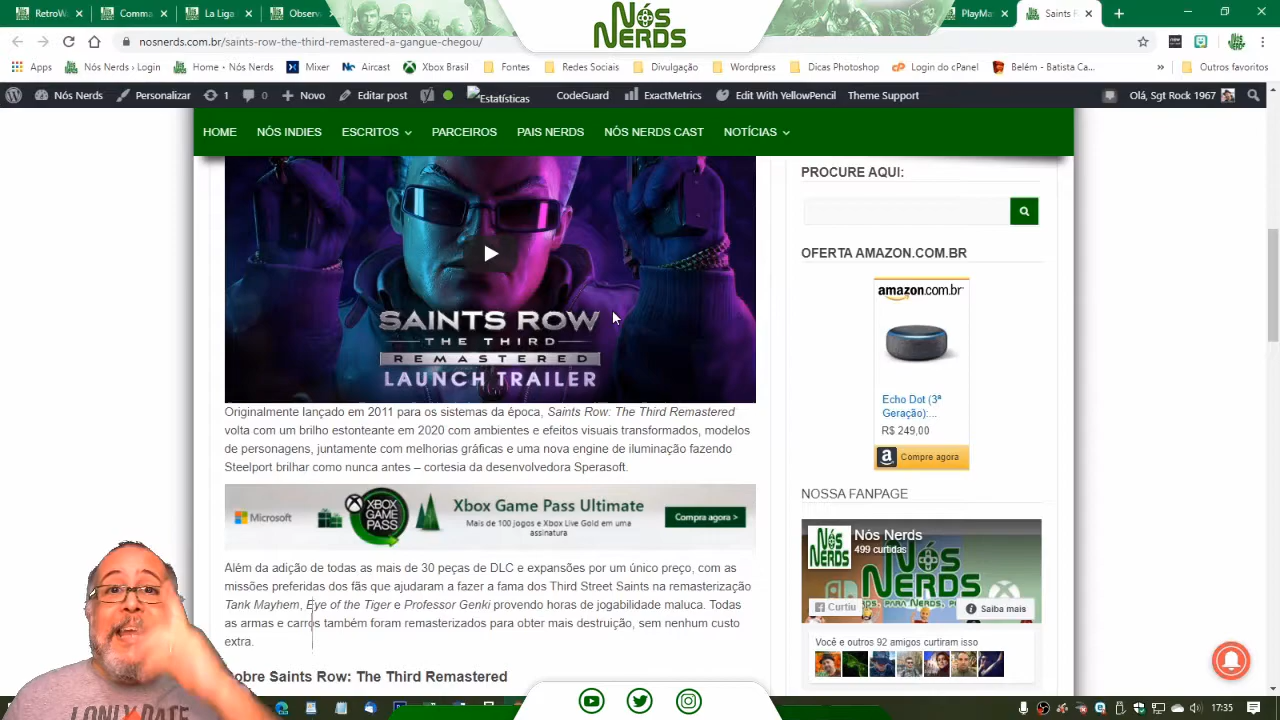 RetroW
La Liga
NÓS NERDS
PlayMa
Saints F
nosnerds.com.br/saints-row-the-third-remastered-a-gangue-chegou/
Apps
Nós Nerds › Login
Home - Nós Nerds
Mixer
Aircast
Xbox Brasil
Fontes
Redes Sociais
Divulgação
Wordpress
Dicas Photoshop
Login do cPanel
Belém - Batista Ca...
»
Outros favoritos
Nós Nerds
Personalizar
1
0
Novo
Editar post
Estatísticas
CodeGuard
ExactMetrics
Edit With YellowPencil
Theme Support
Olá, Sgt Rock 1967
HOME
NÓS INDIES
ESCRITOS
PARCEIROS
PAIS NERDS
NÓS NERDS CAST
NOTÍCIAS
SAINTS ROW
THE THIRD
REMASTERED
LAUNCH TRAILER
Originalmente lançado em 2011 para os sistemas da época, Saints Row: The Third Remastered
volta com um brilho estonteante em 2020 com ambientes e efeitos visuais transformados, modelos
de personagens, juntamente com melhorias gráficas e uma nova engine de iluminação fazendo
Steelport brilhar como nunca antes – cortesia da desenvolvedora Sperasoft.
Microsoft
XBOX
GAME
PASS
Xbox Game Pass Ultimate
Mais de 100 jogos e Xbox Live Gold em uma
assinatura
Compra agora >
Além da adição de todas as mais de 30 peças de DLC e expansões por um único preço, com as
missões preferidas dos fãs que ajudaram a fazer a fama dos Third Street Saints na remasterização
Tank Mayhem, Eye of the Tiger e Professor Genki provendo horas de jogabilidade maluca. Todas
as armas e carros também foram remasterizados para obter mais destruição, sem nenhum custo
extra.
obre Saints Row: The Third Remastered
PROCURE AQUI:
OFERTA AMAZON.COM.BR
amazon.com.br
Echo Dot (3ª
Geração):...
R$ 249,00
Compre agora
NOSSA FANPAGE
NÓS
NERDS
Nós Nerds
499 curtidas
NÓS
NERDS
Curtiu
Saiba mais
Você e outros 92 amigos curtiram isso
17:35